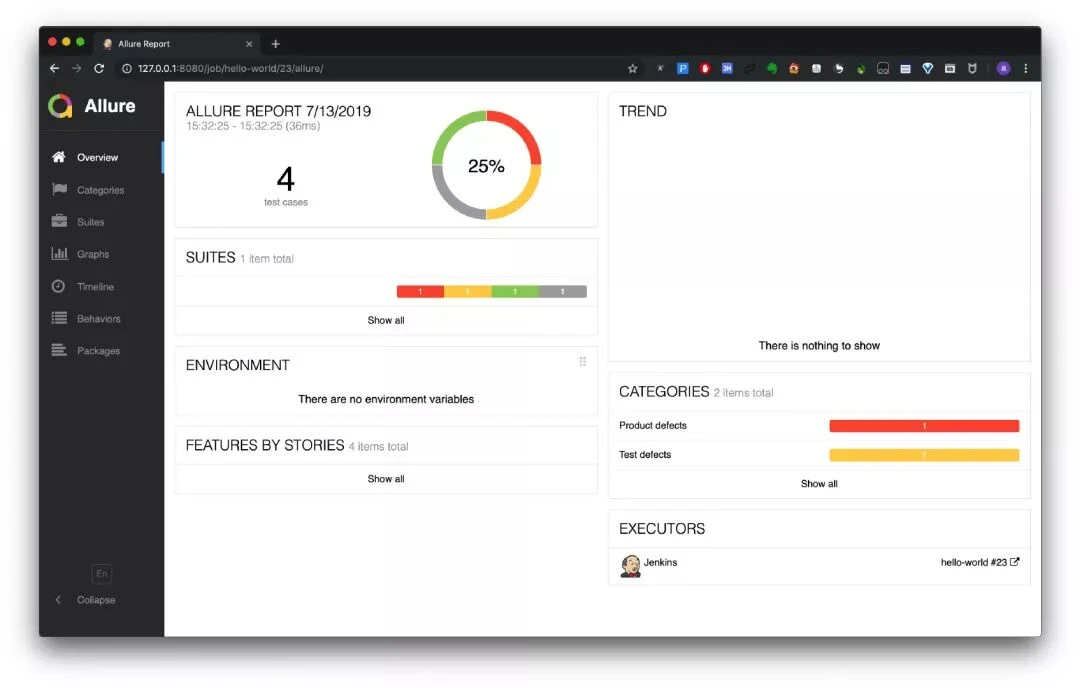 Allure Report
127.0.0.1:8080/job/hello-world/23/allure/
Allure
Overview
Categories
Suites
Graphs
Timeline
Behaviors
Packages
En
Collapse
ALLURE REPORT 7/13/2019
15:32:25 - 15:32:25 (36ms)
4
test cases
25%
SUITES 1 item total
1 1 1 1
Show all
ENVIRONMENT
There are no environment variables
FEATURES BY STORIES 4 items total
Show all
TREND
There is nothing to show
CATEGORIES 2 items total
Product defects 1
Test defects 1
Show all
EXECUTORS
Jenkins hello-world #23